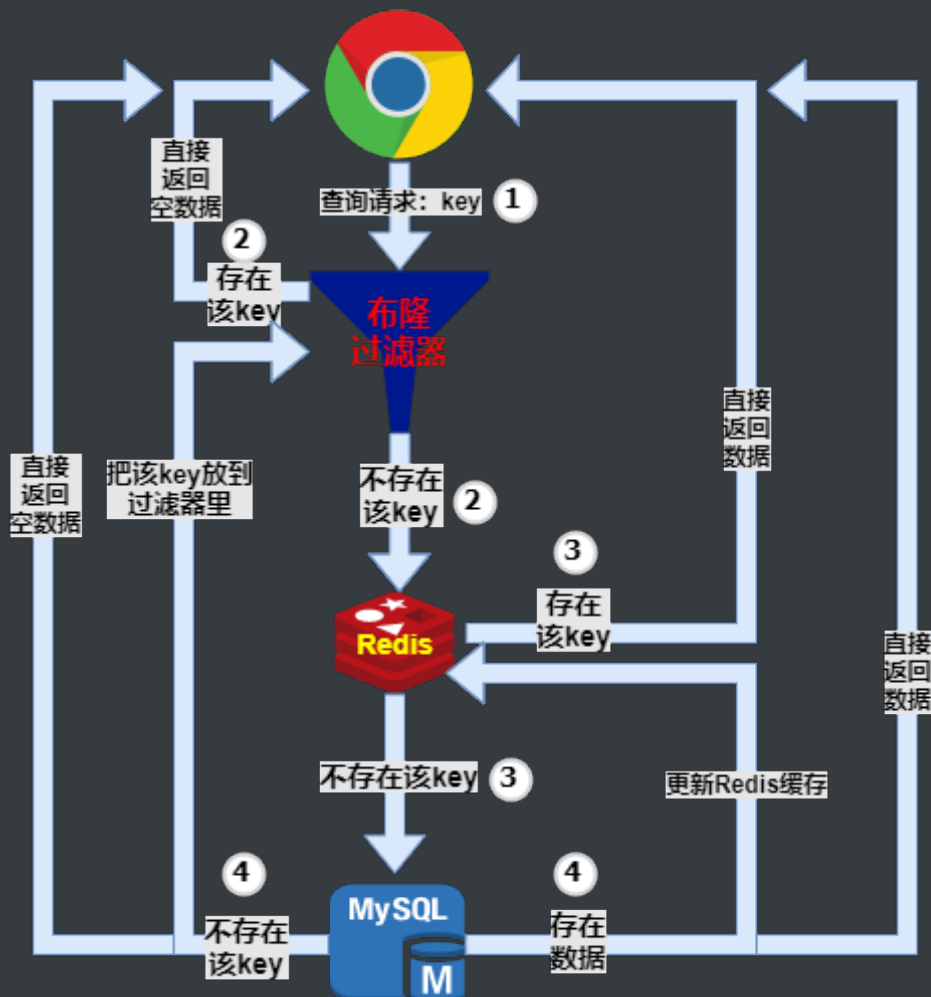 查询请求：key
1
直接
返回
空数据
2
存在
该key
布隆
过滤器
直接
返回
数据
直接
返回
空数据
把该key放到
过滤器里
不存在
该key
2
3
存在
该key
Redis
直接
返回
数据
不存在该key
3
更新Redis缓存
4
不存在
该key
MySQL
M
4
存在
数据